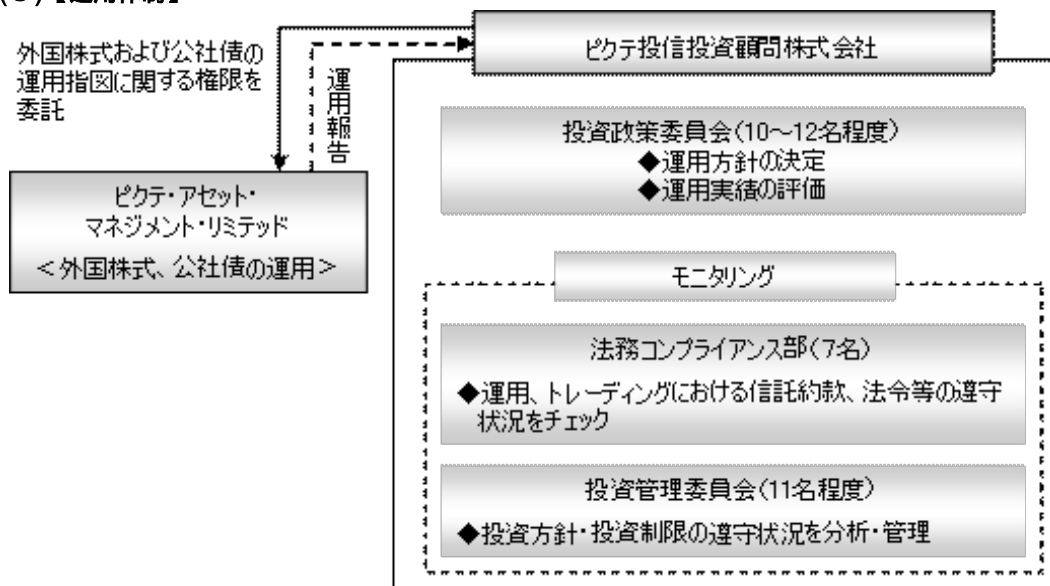 外国株式および公社債の
運用指図に関する権限を
委託
運用報告
ピクテ投信投資顧問株式会社
投資政策委員会(10～12名程度)
◆運用方針の決定
◆運用実績の評価
ピクテ・アセット・
マネジメント・リミテッド
＜外国株式、公社債の運用＞
モニタリング
法務コンプライアンス部(7名)
◆運用、トレーディングにおける信託約款、法令等の遵守
状況をチェック
投資管理委員会(11名程度)
◆投資方針・投資制限の遵守状況を分析・管理